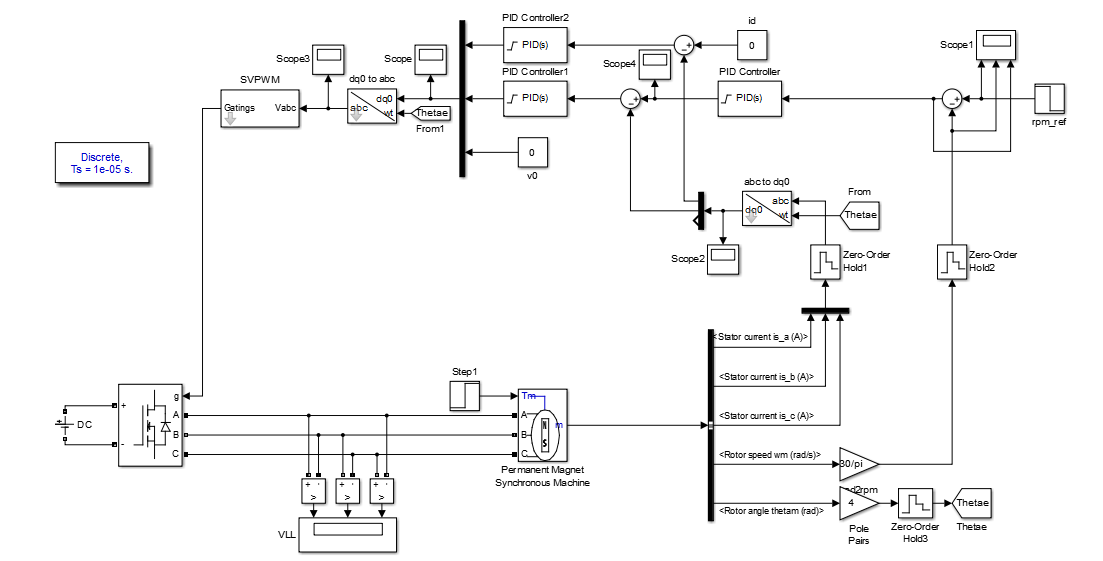 PID Controller2
PID(s)
id
0
Scope1
Scope3
Scope
Scope4
SVPWM
dq0 to abc
PID Controller1
PID Controller
Gatings
Vabc
dq0
abc
wt
Thetae
From1
PID(s)
PID(s)
rpm_ref
0
v0
Discrete,
Ts = 1e-05 s.
abc to dq0
From
abc
dq0
wt
Thetae
Scope2
Zero-Order
Hold1
Zero-Order
Hold2
<Stator current is_a (A)>
Step1
<Stator current is_b (A)>
g
Tm
+
A
A
<Stator current is_c (A)>
DC
N
S
m
B
B
-
C
C
<Rotor speed wm (rad/s)>
30/pi
Permanent Magnet
Synchronous Machine
+ -
v
+ -
v
+ -
v
ad2rpm
4
<Rotor angle thetam (rad)>
Thetae
Pole
Pairs
Zero-Order
Hold3
Thetae
VLL